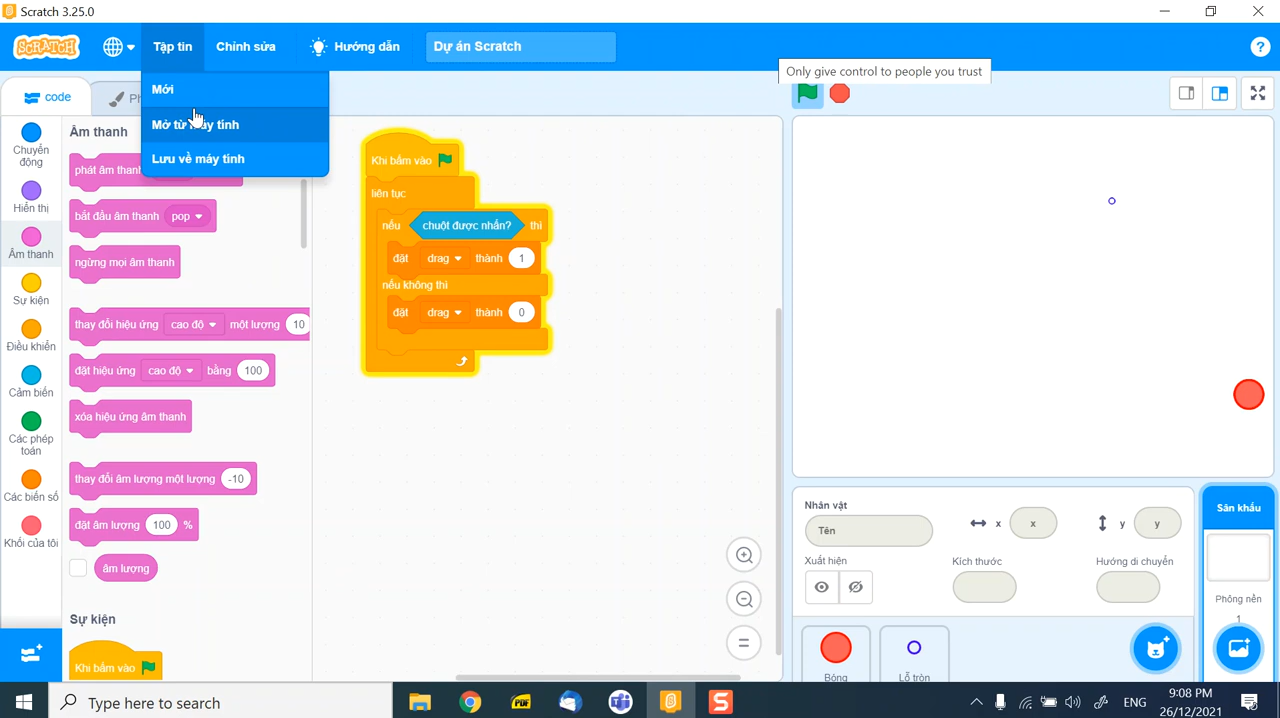 Scratch 3.25.0
SCRATCH
Tập tin
Chỉnh sửa
Hướng dẫn
Dự án Scratch
?
Only give control to people you trust
code
Mới
Mở từ máy tính
Lưu về máy tính
Chuyển động
Hiển thị
Âm thanh
Sự kiện
Điều khiển
Cảm biến
Các phép toán
Các biến số
Khối của tôi
Âm thanh
phát âm thanh
bắt đầu âm thanh pop
ngừng mọi âm thanh
thay đổi hiệu ứng cao độ một lượng 10
đặt hiệu ứng cao độ bằng 100
xóa hiệu ứng âm thanh
thay đổi âm lượng một lượng -10
đặt âm lượng 100 %
âm lượng
Sự kiện
Khi bấm vào
Khi bấm vào
liên tục
nếu chuột được nhấn? thì
đặt drag thành 1
nếu không thì
đặt drag thành 0
Nhân vật
Tên
x x
y y
Xuất hiện
Kích thước
Hướng di chuyển
Bóng
Lỗ tròn
Sân khấu
Phông nền
1
Type here to search
PDF
S
ENG
9:08 PM
26/12/2021